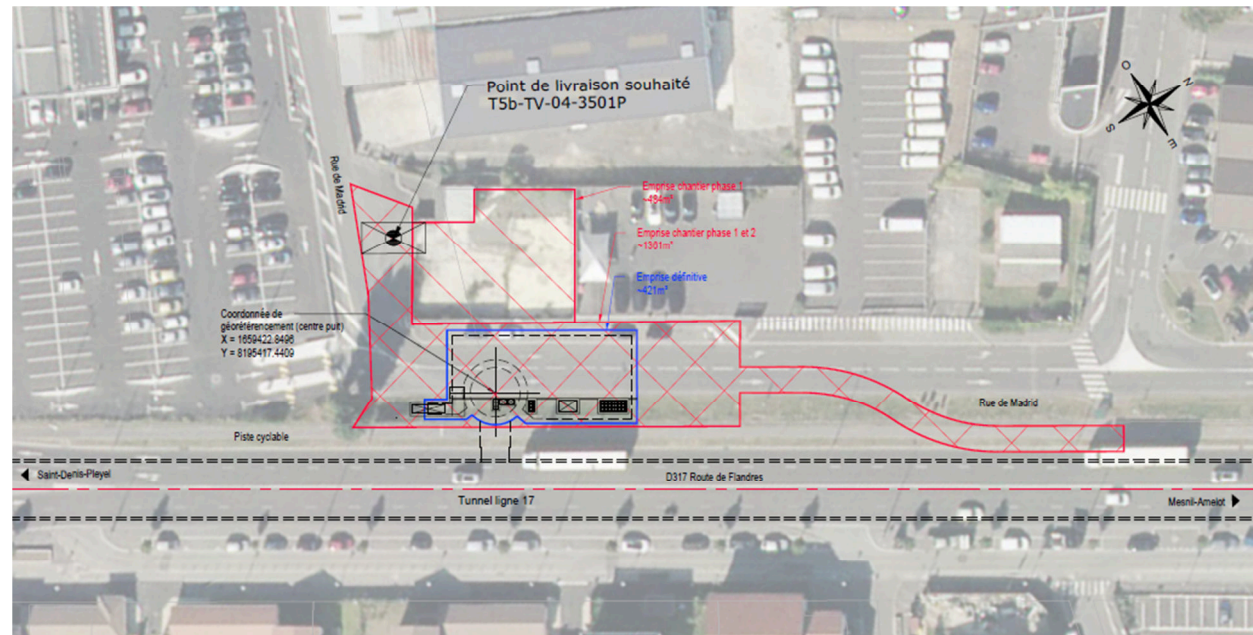 Point de livraison souhaité
T5b-TV-04-3501P
O
N
S
E
Rue de Madrid
Emprise chantier phase 1
~494m²
Emprise chantier phase 1 et 2
~1301m²
Emprise définitive
~421m²
Coordonnée de
géoréférencement (centre puit)
X = 1659422.8496
Y = 8195417.4409
Rue de Madrid
Piste cyclable
Saint-Denis-Pleyel
D317 Route de Flandres
Tunnel ligne 17
Mesnil-Amelot